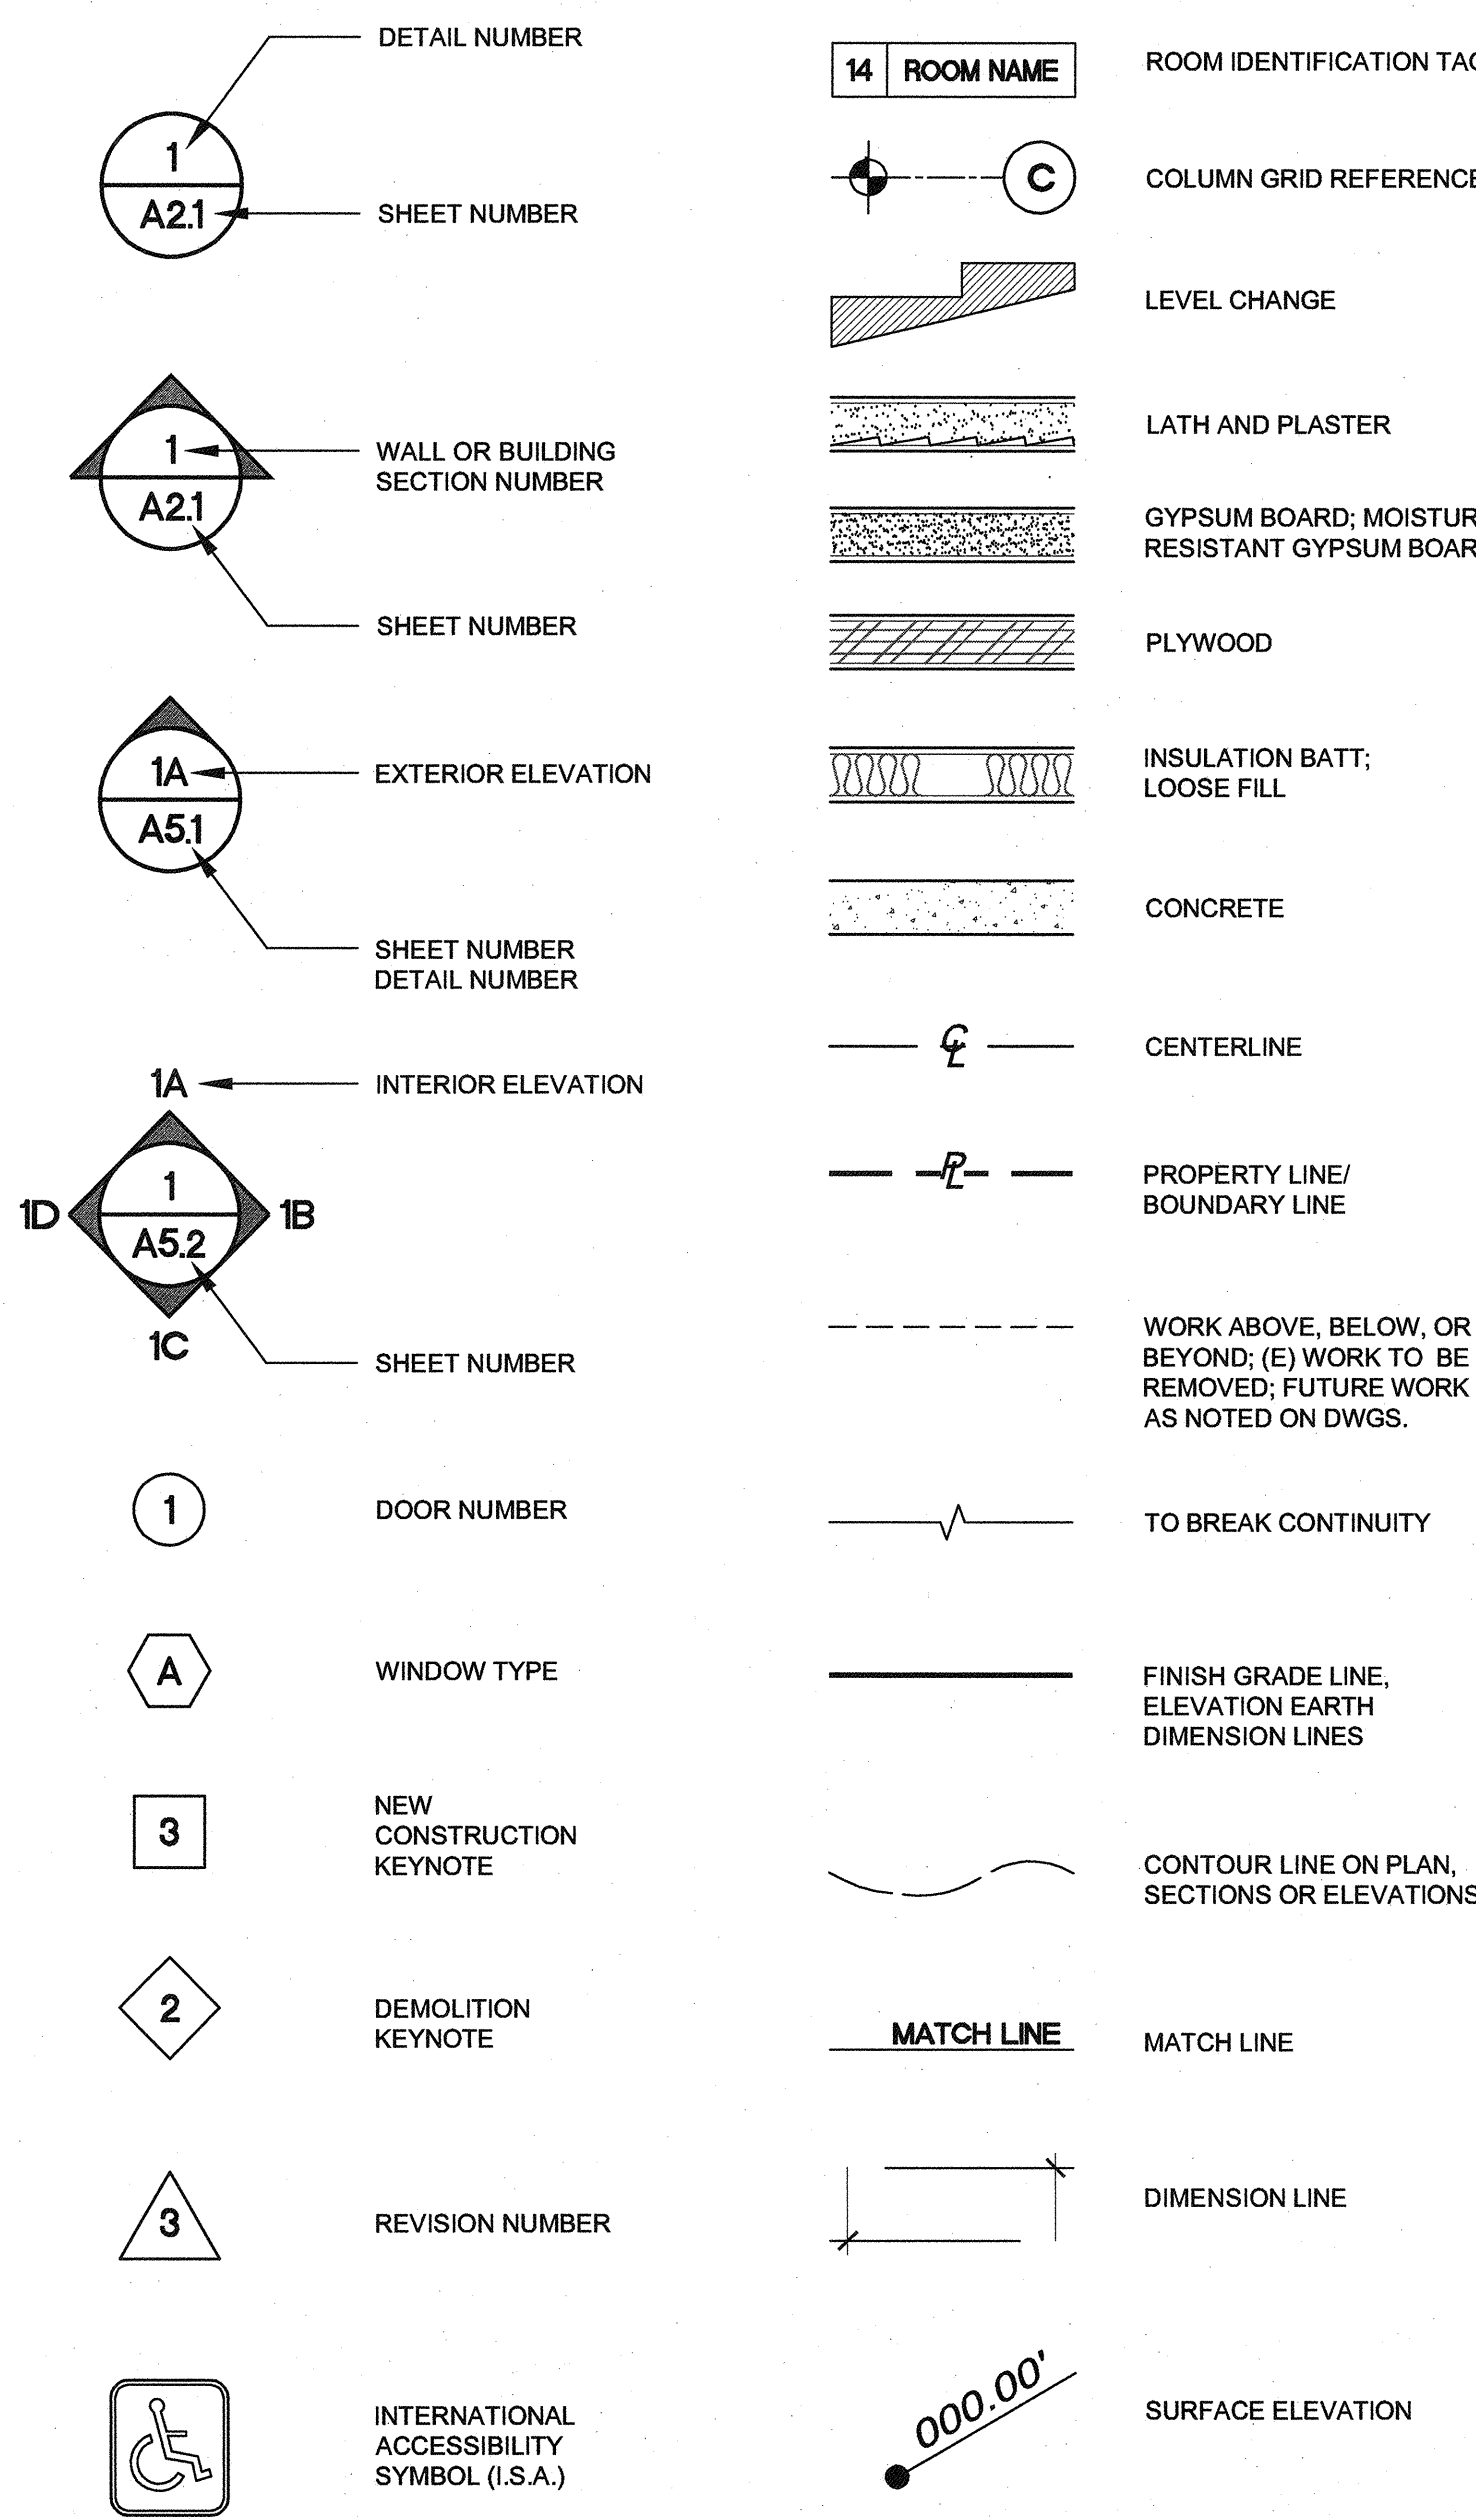 DETAIL NUMBER
1
A2.1
SHEET NUMBER
1
WALL OR BUILDING
SECTION NUMBER
A2.1
SHEET NUMBER
1A
EXTERIOR ELEVATION
A5.1
SHEET NUMBER
DETAIL NUMBER
1A
INTERIOR ELEVATION
1
1D
1B
A5.2
1C
SHEET NUMBER
1
DOOR NUMBER
A
WINDOW TYPE
3
NEW
CONSTRUCTION
KEYNOTE
2
DEMOLITION
KEYNOTE
3
REVISION NUMBER
INTERNATIONAL
ACCESSIBILITY
SYMBOL (I.S.A.)
14 ROOM NAME
ROOM IDENTIFICATION TAG
C
COLUMN GRID REFERENCE
LEVEL CHANGE
LATH AND PLASTER
GYPSUM BOARD; MOISTUR
RESISTANT GYPSUM BOAR
PLYWOOD
INSULATION BATT;
LOOSE FILL
CONCRETE
CL
CENTERLINE
PL
PROPERTY LINE/
BOUNDARY LINE
WORK ABOVE, BELOW, OR
BEYOND; (E) WORK TO BE
REMOVED; FUTURE WORK
AS NOTED ON DWGS.
TO BREAK CONTINUITY
FINISH GRADE LINE,
ELEVATION EARTH
DIMENSION LINES
CONTOUR LINE ON PLAN,
SECTIONS OR ELEVATIONS
MATCH LINE
MATCH LINE
DIMENSION LINE
000.00'
SURFACE ELEVATION